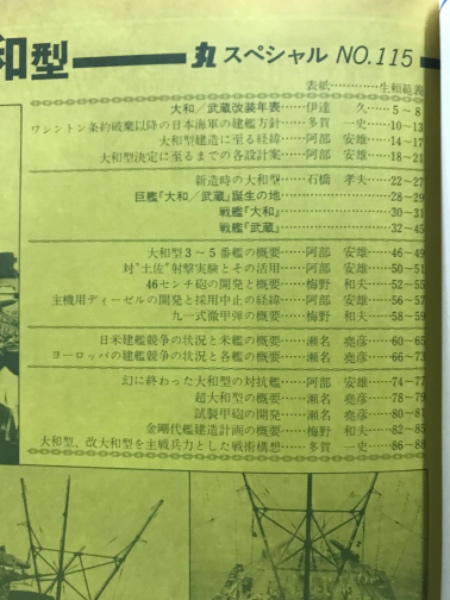 和型――丸スペシャル NO.115
表紙…………生頼範義
大和／武蔵改装年表……伊達　久……5～8
ワシントン条約破棄以降の日本海軍の建艦方針……多賀　一史…10～13
大和型建造に至る経緯……阿部　安雄…14～17
大和型決定に至るまでの各設計案……阿部　安雄…18～21
新造時の大和型……石橋　孝夫…22～27
巨艦『大和／武蔵』誕生の地………………28～29
戦艦『大和』………………30～31
戦艦『武蔵』………………32～45
大和型3～5番艦の概要……阿部　安雄…46～49
対“土佐”射撃実験とその活用……阿部　安雄…50～51
46センチ砲の開発と概要……梅野　和夫…52～55
主機用ディーゼルの開発と採用中止の経緯……阿部　安雄…56～57
九一式徹甲弾の概要……梅野　和夫…58～59
日米建艦競争の状況と米艦の概要……瀬名　堯彦…60～65
ヨーロッパの建艦競争の状況と各艦の概要……瀬名　堯彦…66～73
幻に終わった大和型の対抗艦……阿部　安雄…74～77
超大和型の概要……瀬名　堯彦…78～79
試製甲砲の開発……瀬名　堯彦…80～81
金剛代艦建造計画の概要……梅野　和夫…82～85
大和型、改大和型を主戦兵力とした戦術構想……多賀　一史…86～88